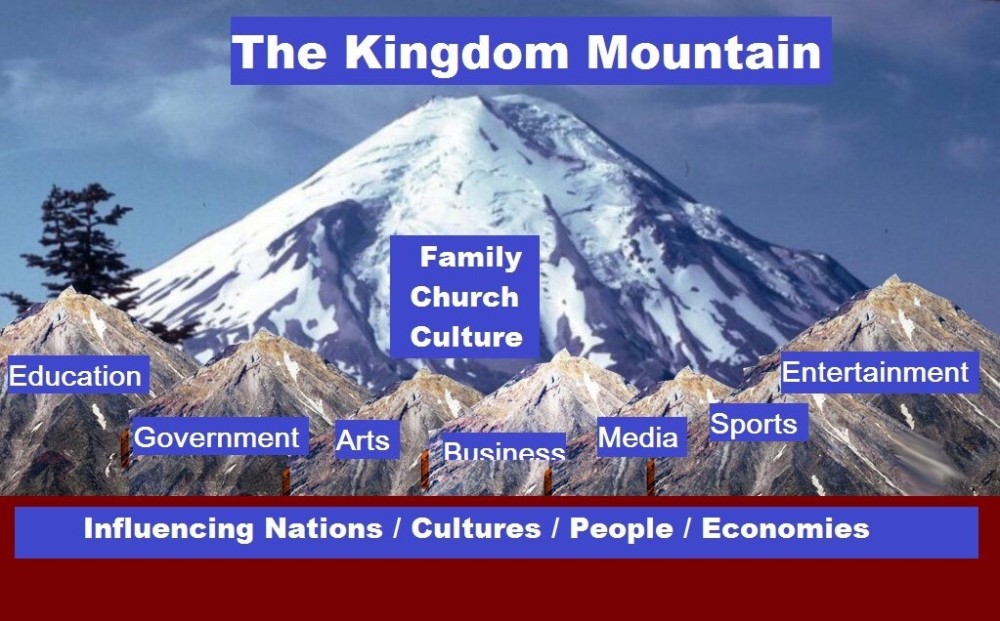 The Kingdom Mountain
Family
Church
Culture
Education
Entertainment
Government
Arts
Business
Media
Sports
Influencing Nations / Cultures / People / Economies